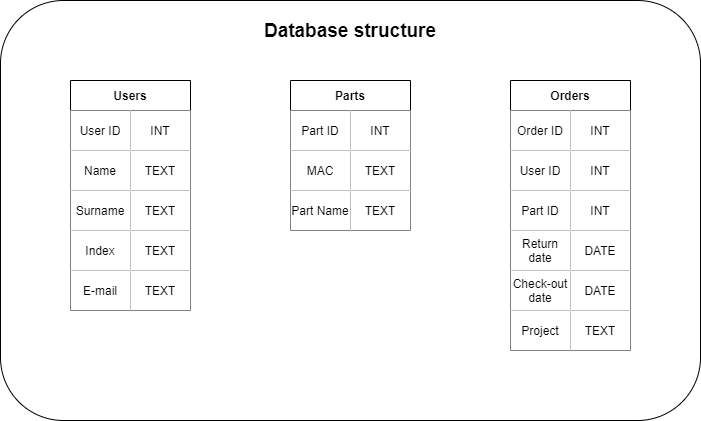 Database structure
Users
User ID INT
Name TEXT
Surname TEXT
Index TEXT
E-mail TEXT
Parts
Part ID INT
MAC TEXT
Part Name TEXT
Orders
Order ID INT
User ID INT
Part ID INT
Return
date DATE
Check-out
date DATE
Project TEXT